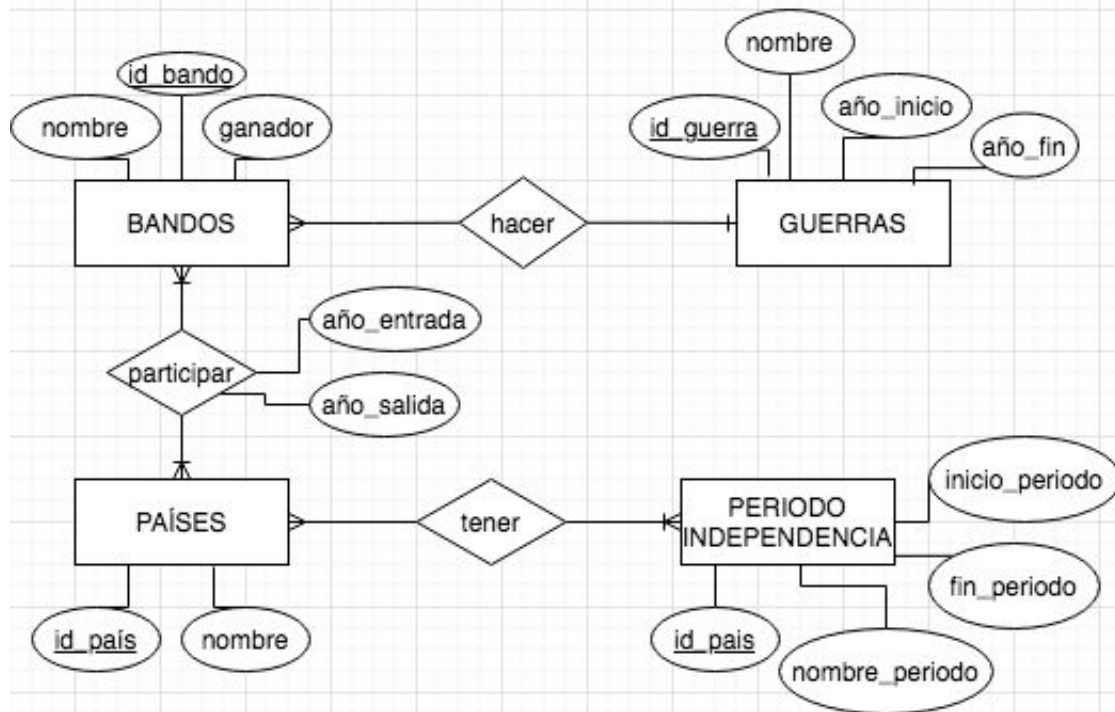 nombre
id_bando
año_inicio
nombre
ganador
id_guerra
año_fin
BANDOS
hacer
GUERRAS
año_entrada
participar
año_salida
inicio_periodo
PAÍSES
tener
PERIODO
INDEPENDENCIA
fin_periodo
id_país
nombre
id_pais
nombre_periodo